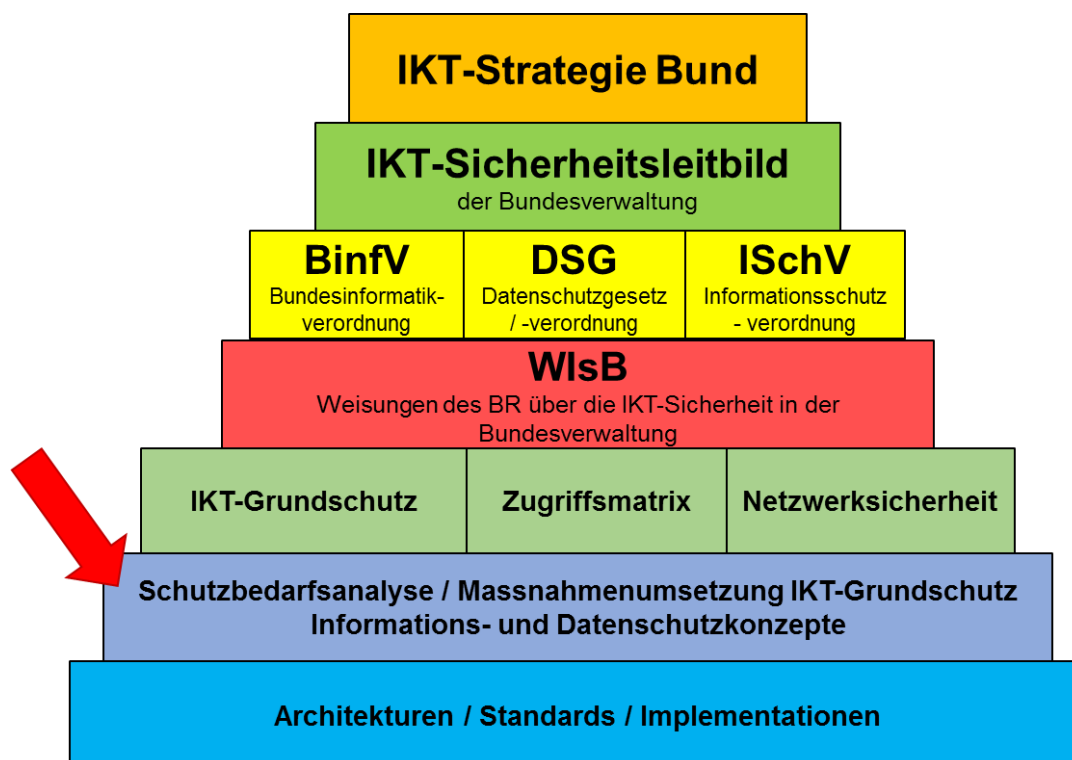 IKT-Strategie Bund
IKT-Sicherheitsleitbild
der Bundesverwaltung
BinfV
Bundesinformatik-
verordnung
DSG
Datenschutzgesetz
/ -verordnung
ISchV
Informationsschutz
- verordnung
WIsB
Weisungen des BR über die IKT-Sicherheit in der
Bundesverwaltung
IKT-Grundschutz
Zugriffsmatrix
Netzwerksicherheit
Schutzbedarfsanalyse / Massnahmenumsetzung IKT-Grundschutz
Informations- und Datenschutzkonzepte
Architekturen / Standards / Implementationen